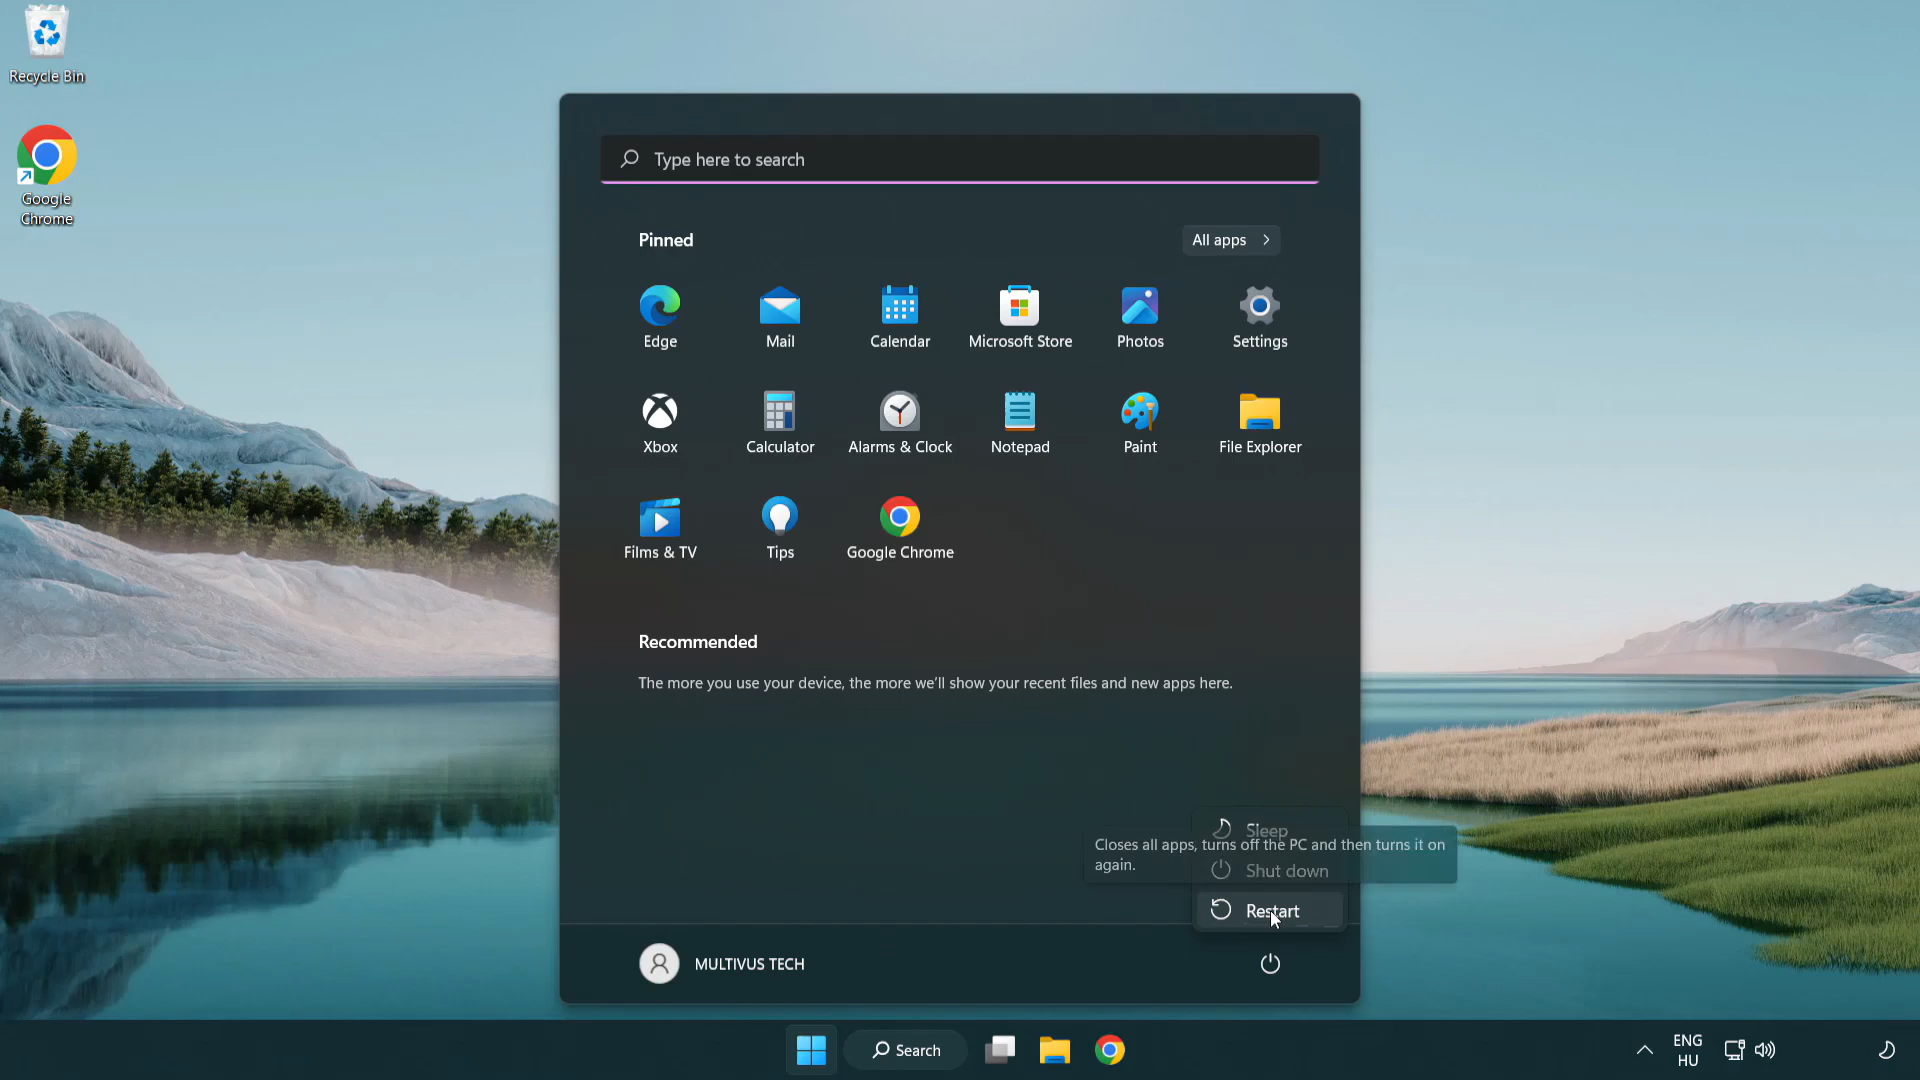 Recycle Bin
Google
Chrome
Type here to search
Pinned
All apps
Edge
Mail
Calendar
Microsoft Store
Photos
Settings
Xbox
Calculator
Alarms & Clock
Notepad
Paint
File Explorer
Films & TV
Tips
Google Chrome
Recommended
The more you use your device, the more we'll show your recent files and new apps here.
Sleep
Closes all apps, turns off the PC and then turns it on
again.
Shut down
Restart
MULTIVUS TECH
Search
ENG
HU